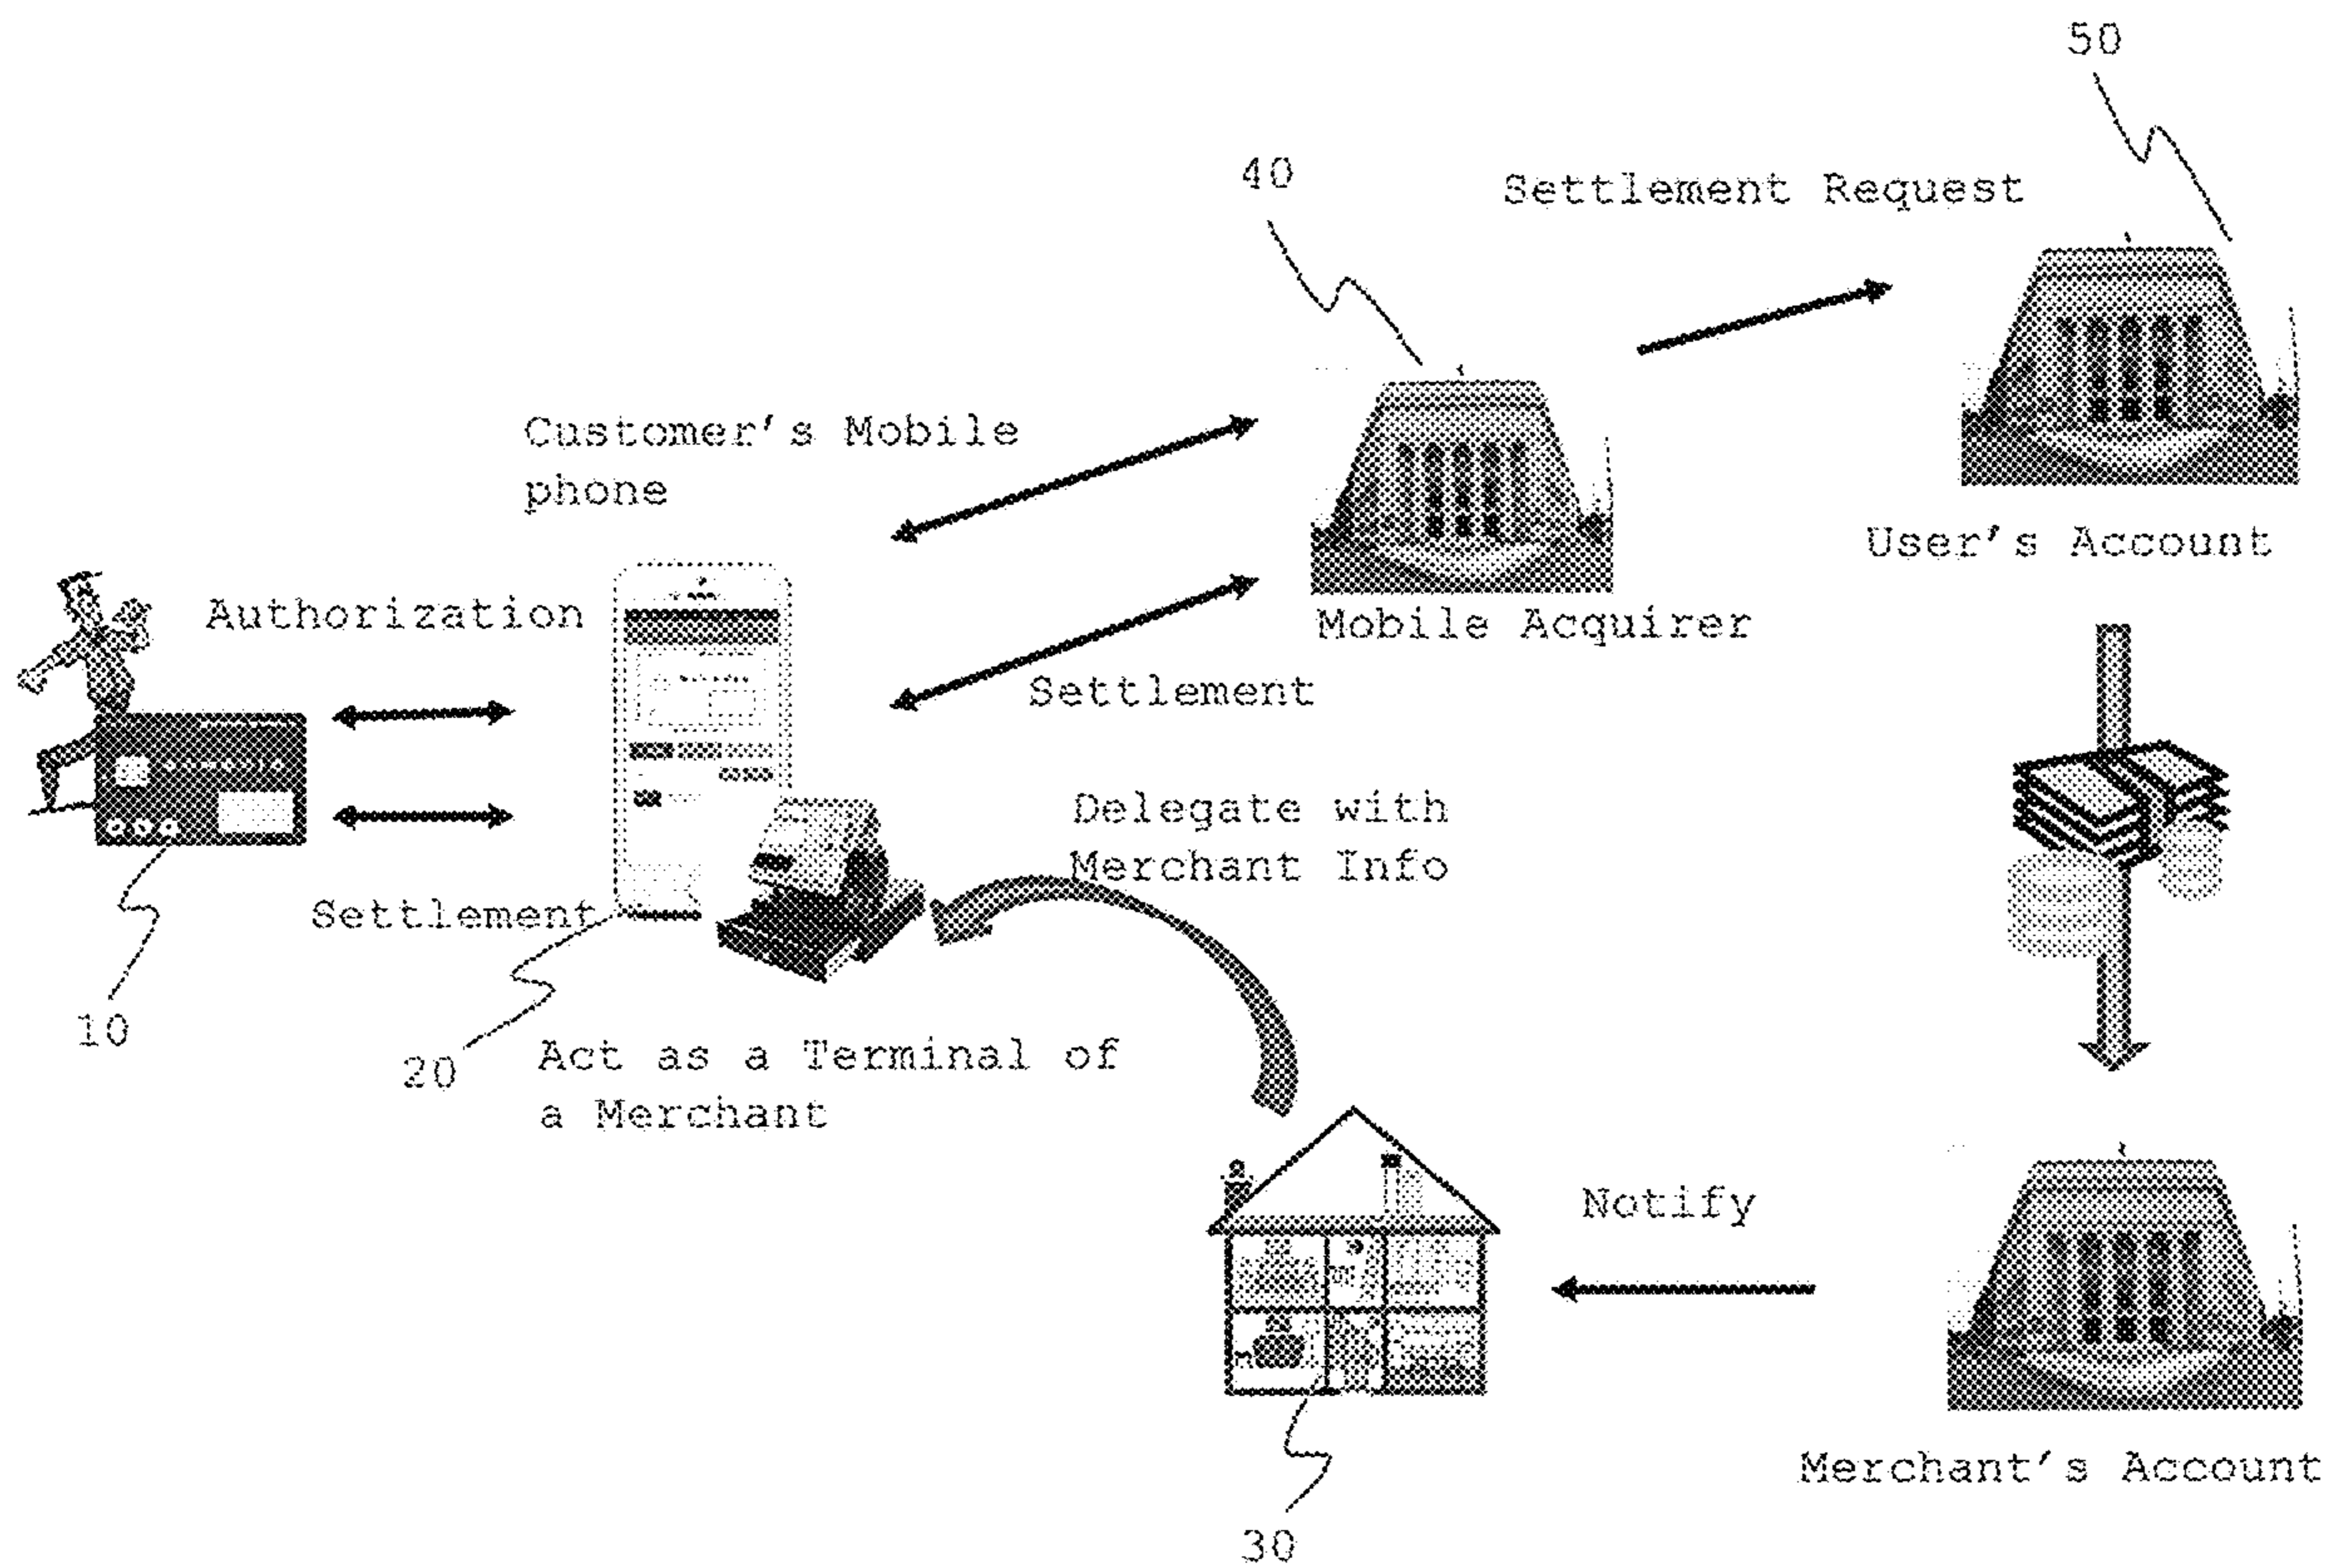 50
40
Settlement Request
Customer's Mobile
phone
User's Account
Authorization
Mobile Acquirer
Settlement
Delegate with
Merchant Info
Settlement
10
20
Act as a Terminal of
a Merchant
Notify
Merchant's Account
30